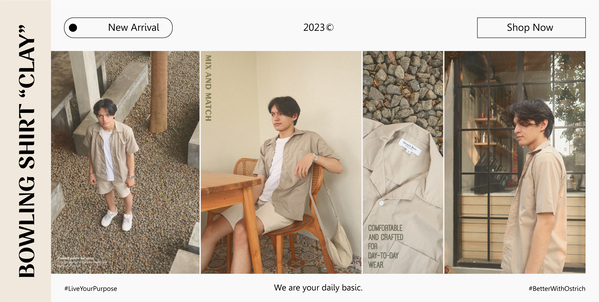 BOWLING SHIRT “CLAY”
New Arrival
2023©
Shop Now
MIX AND MATCH
COMFORTABLE
AND CRAFTED
FOR
DAY-TO-DAY
WEAR
#LiveYourPurpose
We are your daily basic.
#BetterWithOstrich